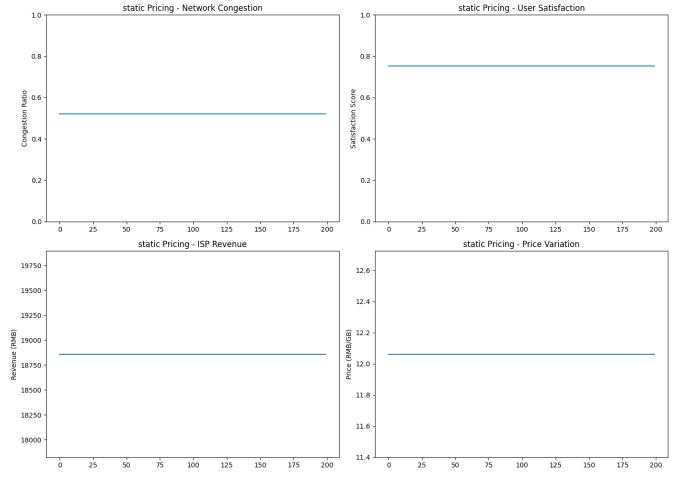 static Pricing - Network Congestion
Congestion Ratio
1.0
0.8
0.6
0.4
0.2
0.0
0 25 50 75 100 125 150 175 200
static Pricing - User Satisfaction
Satisfaction Score
1.0
0.8
0.6
0.4
0.2
0.0
0 25 50 75 100 125 150 175 200
static Pricing - ISP Revenue
Revenue (RMB)
19750
19500
19250
19000
18750
18500
18250
18000
0 25 50 75 100 125 150 175 200
static Pricing - Price Variation
Price (RMB/GB)
12.6
12.4
12.2
12.0
11.8
11.6
11.4
0 25 50 75 100 125 150 175 200